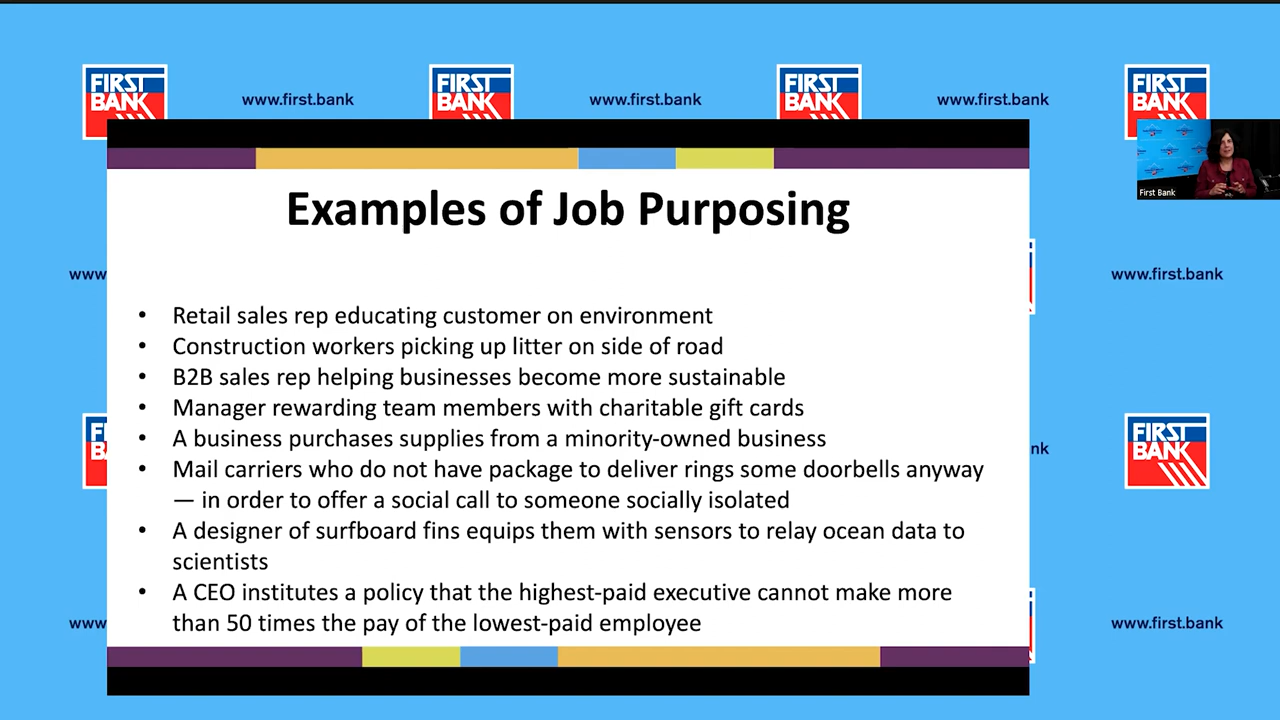 FIRST
BANK
www.first.bank
FIRST
BANK
www.first.bank
FIRST
BANK
www.first.bank
FIRST
BANK
First Bank
Examples of Job Purposing
www.
www.first.bank
• Retail sales rep educating customer on environment
• Construction workers picking up litter on side of road
• B2B sales rep helping businesses become more sustainable
• Manager rewarding team members with charitable gift cards
• A business purchases supplies from a minority-owned business
• Mail carriers who do not have package to deliver rings some doorbells anyway
— in order to offer a social call to someone socially isolated
• A designer of surfboard fins equips them with sensors to relay ocean data to
scientists
• A CEO institutes a policy that the highest-paid executive cannot make more
than 50 times the pay of the lowest-paid employee
F
B
nk
FIRST
BANK
www.
www.first.bank